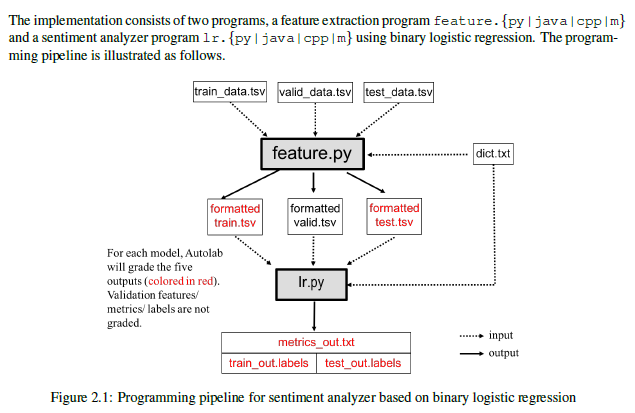 The implementation consists of two programs, a feature extraction program feature.{py|java|cpp|m}
and a sentiment analyzer program lr.{py|java|cpp|m} using binary logistic regression. The program-
ming pipeline is illustrated as follows.
train_data.tsv valid_data.tsv test_data.tsv
feature.py
dict.txt
formatted train.tsv
formatted valid.tsv
formatted test.tsv
For each model, Autolab
will grade the five
outputs (colored in red).
Validation features/
metrics/ labels are not
graded.
lr.py
metrics_out.txt
train_out.labels test_out.labels
input
output
Figure 2.1: Programming pipeline for sentiment analyzer based on binary logistic regression